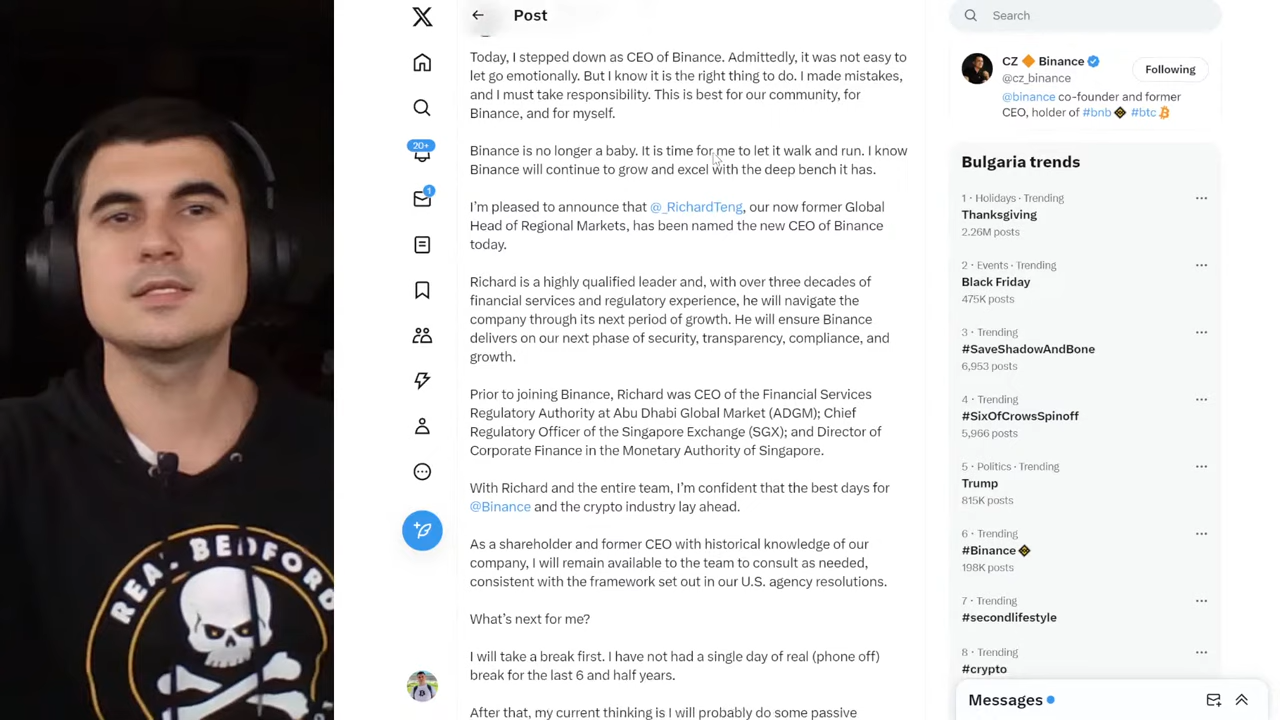 Post
Today, I stepped down as CEO of Binance. Admittedly, it was not easy to
let go emotionally. But I know it is the right thing to do. I made mistakes,
and I must take responsibility. This is best for our community, for
Binance, and for myself.
Binance is no longer a baby. It is time for me to let it walk and run. I know
Binance will continue to grow and excel with the deep bench it has.
I'm pleased to announce that @_RichardTeng, our now former Global
Head of Regional Markets, has been named the new CEO of Binance
today.
Richard is a highly qualified leader and, with over three decades of
financial services and regulatory experience, he will navigate the
company through its next period of growth. He will ensure Binance
delivers on our next phase of security, transparency, compliance, and
growth.
Prior to joining Binance, Richard was CEO of the Financial Services
Regulatory Authority at Abu Dhabi Global Market (ADGM); Chief
Regulatory Officer of the Singapore Exchange (SGX); and Director of
Corporate Finance in the Monetary Authority of Singapore.
With Richard and the entire team, I'm confident that the best days for
@Binance and the crypto industry lay ahead.
As a shareholder and former CEO with historical knowledge of our
company, I will remain available to the team to consult as needed,
consistent with the framework set out in our U.S. agency resolutions.
What's next for me?
I will take a break first. I have not had a single day of real (phone off)
break for the last 6 and half years.
After that, my current thinking is I will probably do some passive
20+
1
Search
CZ 🔶 Binance
@cz_binance
Following
@binance co-founder and former
CEO, holder of #bnb #btc
Bulgaria trends
1 · Holidays · Trending
Thanksgiving
2.26M posts
2 · Events · Trending
Black Friday
475K posts
3 · Trending
#SaveShadowAndBone
6,953 posts
4 · Trending
#SixOfCrowsSpinoff
5,966 posts
5 · Politics · Trending
Trump
815K posts
6 · Trending
#Binance
198K posts
7 · Trending
#secondlifestyle
8 · Trending
#crypto
Messages
REAL BEDFORD